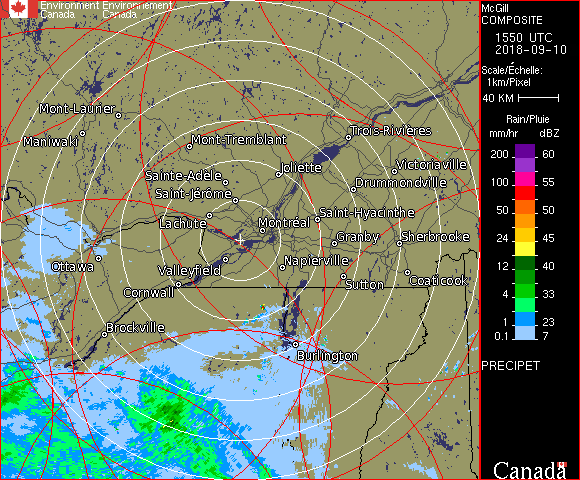 Environment Environnement
Canada Canada
McGill
COMPOSITE
1550 UTC
2018-09-10
Scale/Échelle:
1km/Pixel
40 KM
Rain/Pluie
mm/hr dBZ
200 60
150 57
100 55
50 50
24 45
12 40
4 33
1 23
0.1 7
PRECIPET
Canada
Mont-Laurier
Maniwaki
Mont-Tremblant
Trois-Rivières
Joliette
Victoriaville
Sainte-Adèle
Drummondville
Saint-Jérôme
Lachute
Montréal
Saint-Hyacinthe
Granby
Sherbrooke
Ottawa
Valleyfield
Napierville
Cornwall
Sutton
Coaticook
Brockville
Burlington